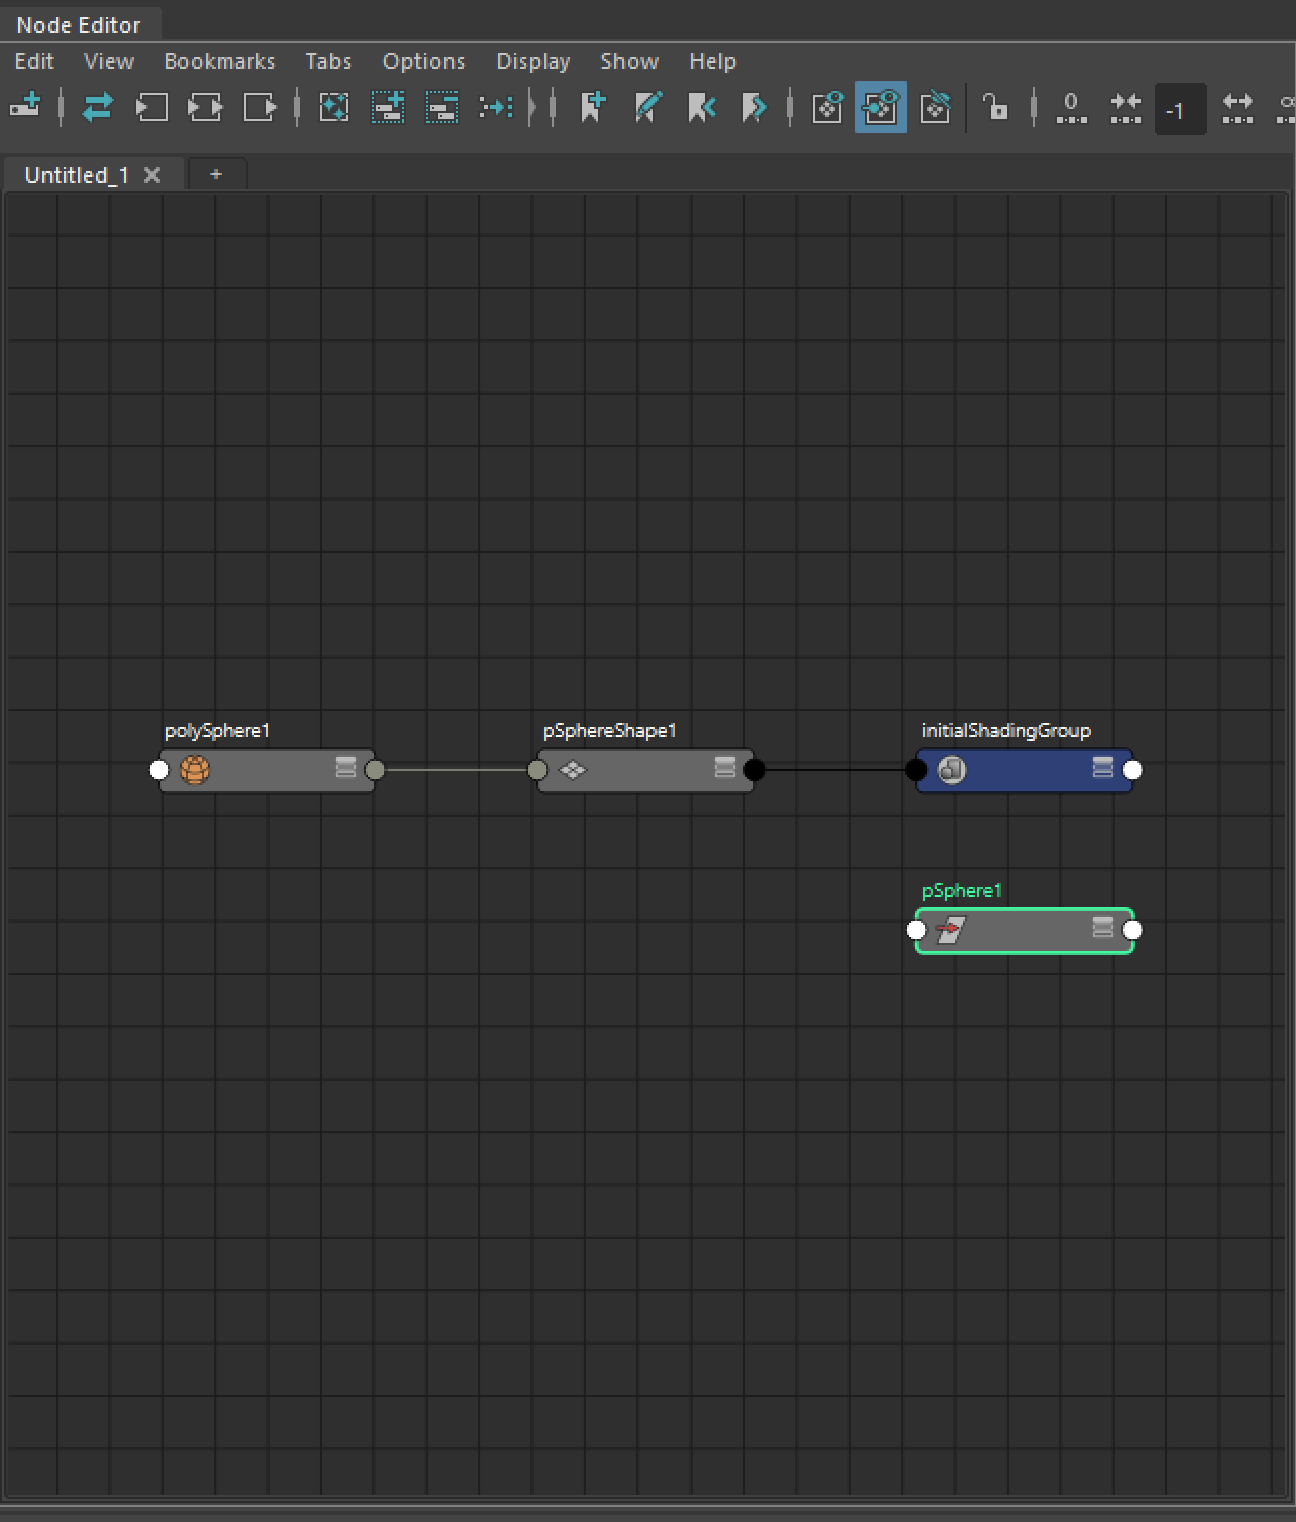 Node Editor
Edit View Bookmarks Tabs Options Display Show Help
0 -1
Untitled_1 +
polySphere1 pSphereShape1 initialShadingGroup
pSphere1